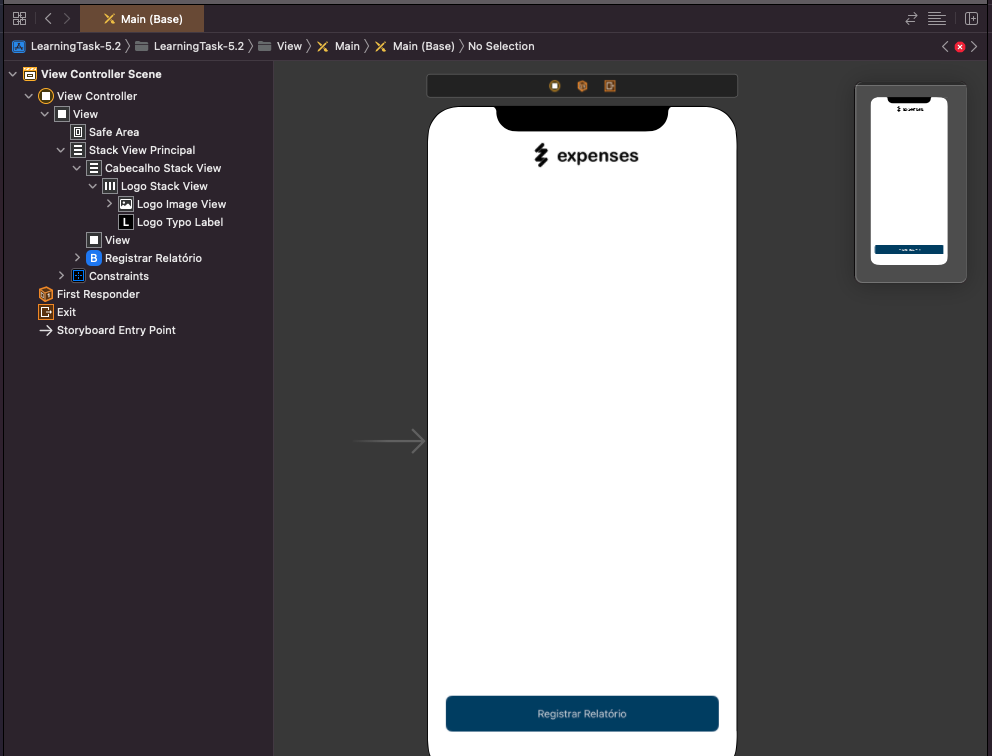 Main (Base)
LearningTask-5.2 LearningTask-5.2 View Main Main (Base) No Selection
View Controller Scene
View Controller
View
Safe Area
Stack View Principal
Cabecalho Stack View
Logo Stack View
Logo Image View
L Logo Typo Label
View
B Registrar Relatório
Constraints
First Responder
Exit
Storyboard Entry Point
expenses
Registrar Relatório
expenses